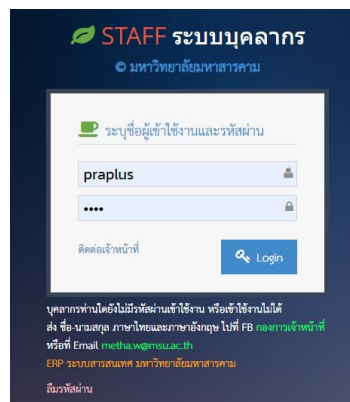 STAFF ระบบบุคลากร
© มหาวิทยาลัยมหาสารคาม
ระบุชื่อผู้เข้าใช้งานและรหัสผ่าน
praplus
••••
ติดต่อเจ้าหน้าที่
Login
บุคลากรท่านใดยังไม่มีรหัสผ่านเข้าใช้งาน หรือเข้าใช้งานไม่ได้
ส่ง ชื่อ-นามสกุล ภาษาไทยและภาษาอังกฤษ ไปที่ FB กองการเจ้าหน้าที่
หรือที่ Email metha.w@msu.ac.th
ERP ระบบสารสนเทศ มหาวิทยาลัยมหาสารคาม
ลืมรหัสผ่าน